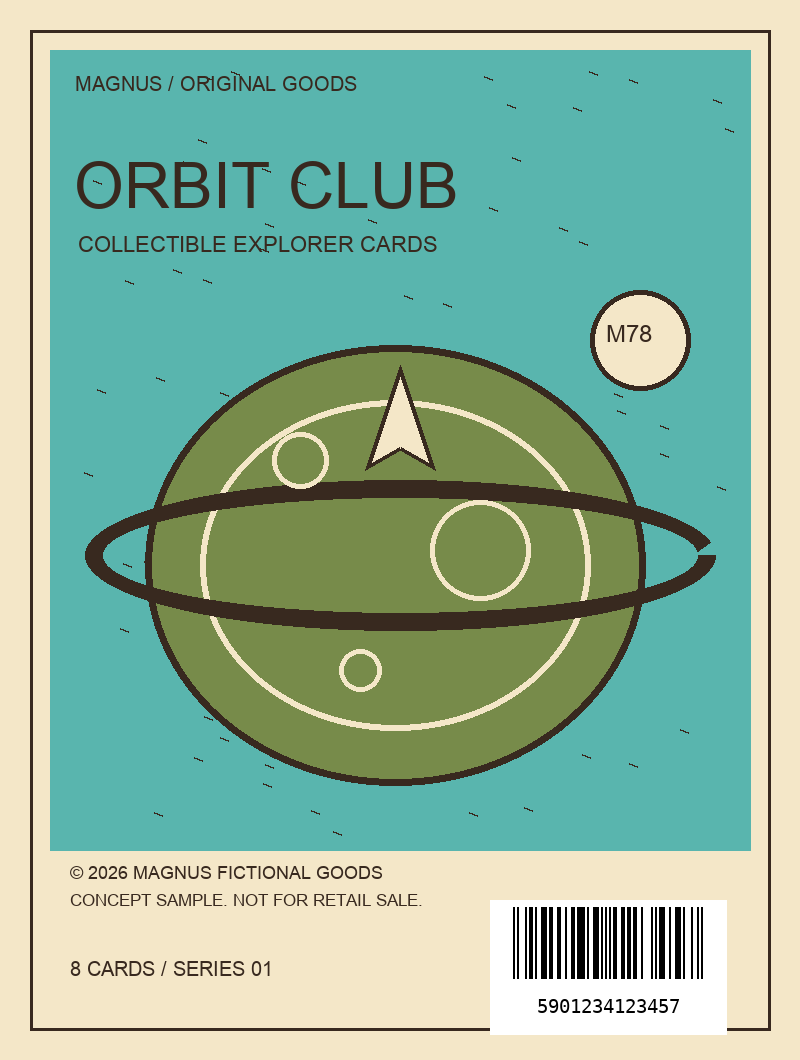 MAGNUS / ORIGINAL GOODS
ORBIT CLUB
COLLECTIBLE EXPLORER CARDS
M78
© 2026 MAGNUS FICTIONAL GOODS
CONCEPT SAMPLE. NOT FOR RETAIL SALE.
8 CARDS / SERIES 01
5901234123457